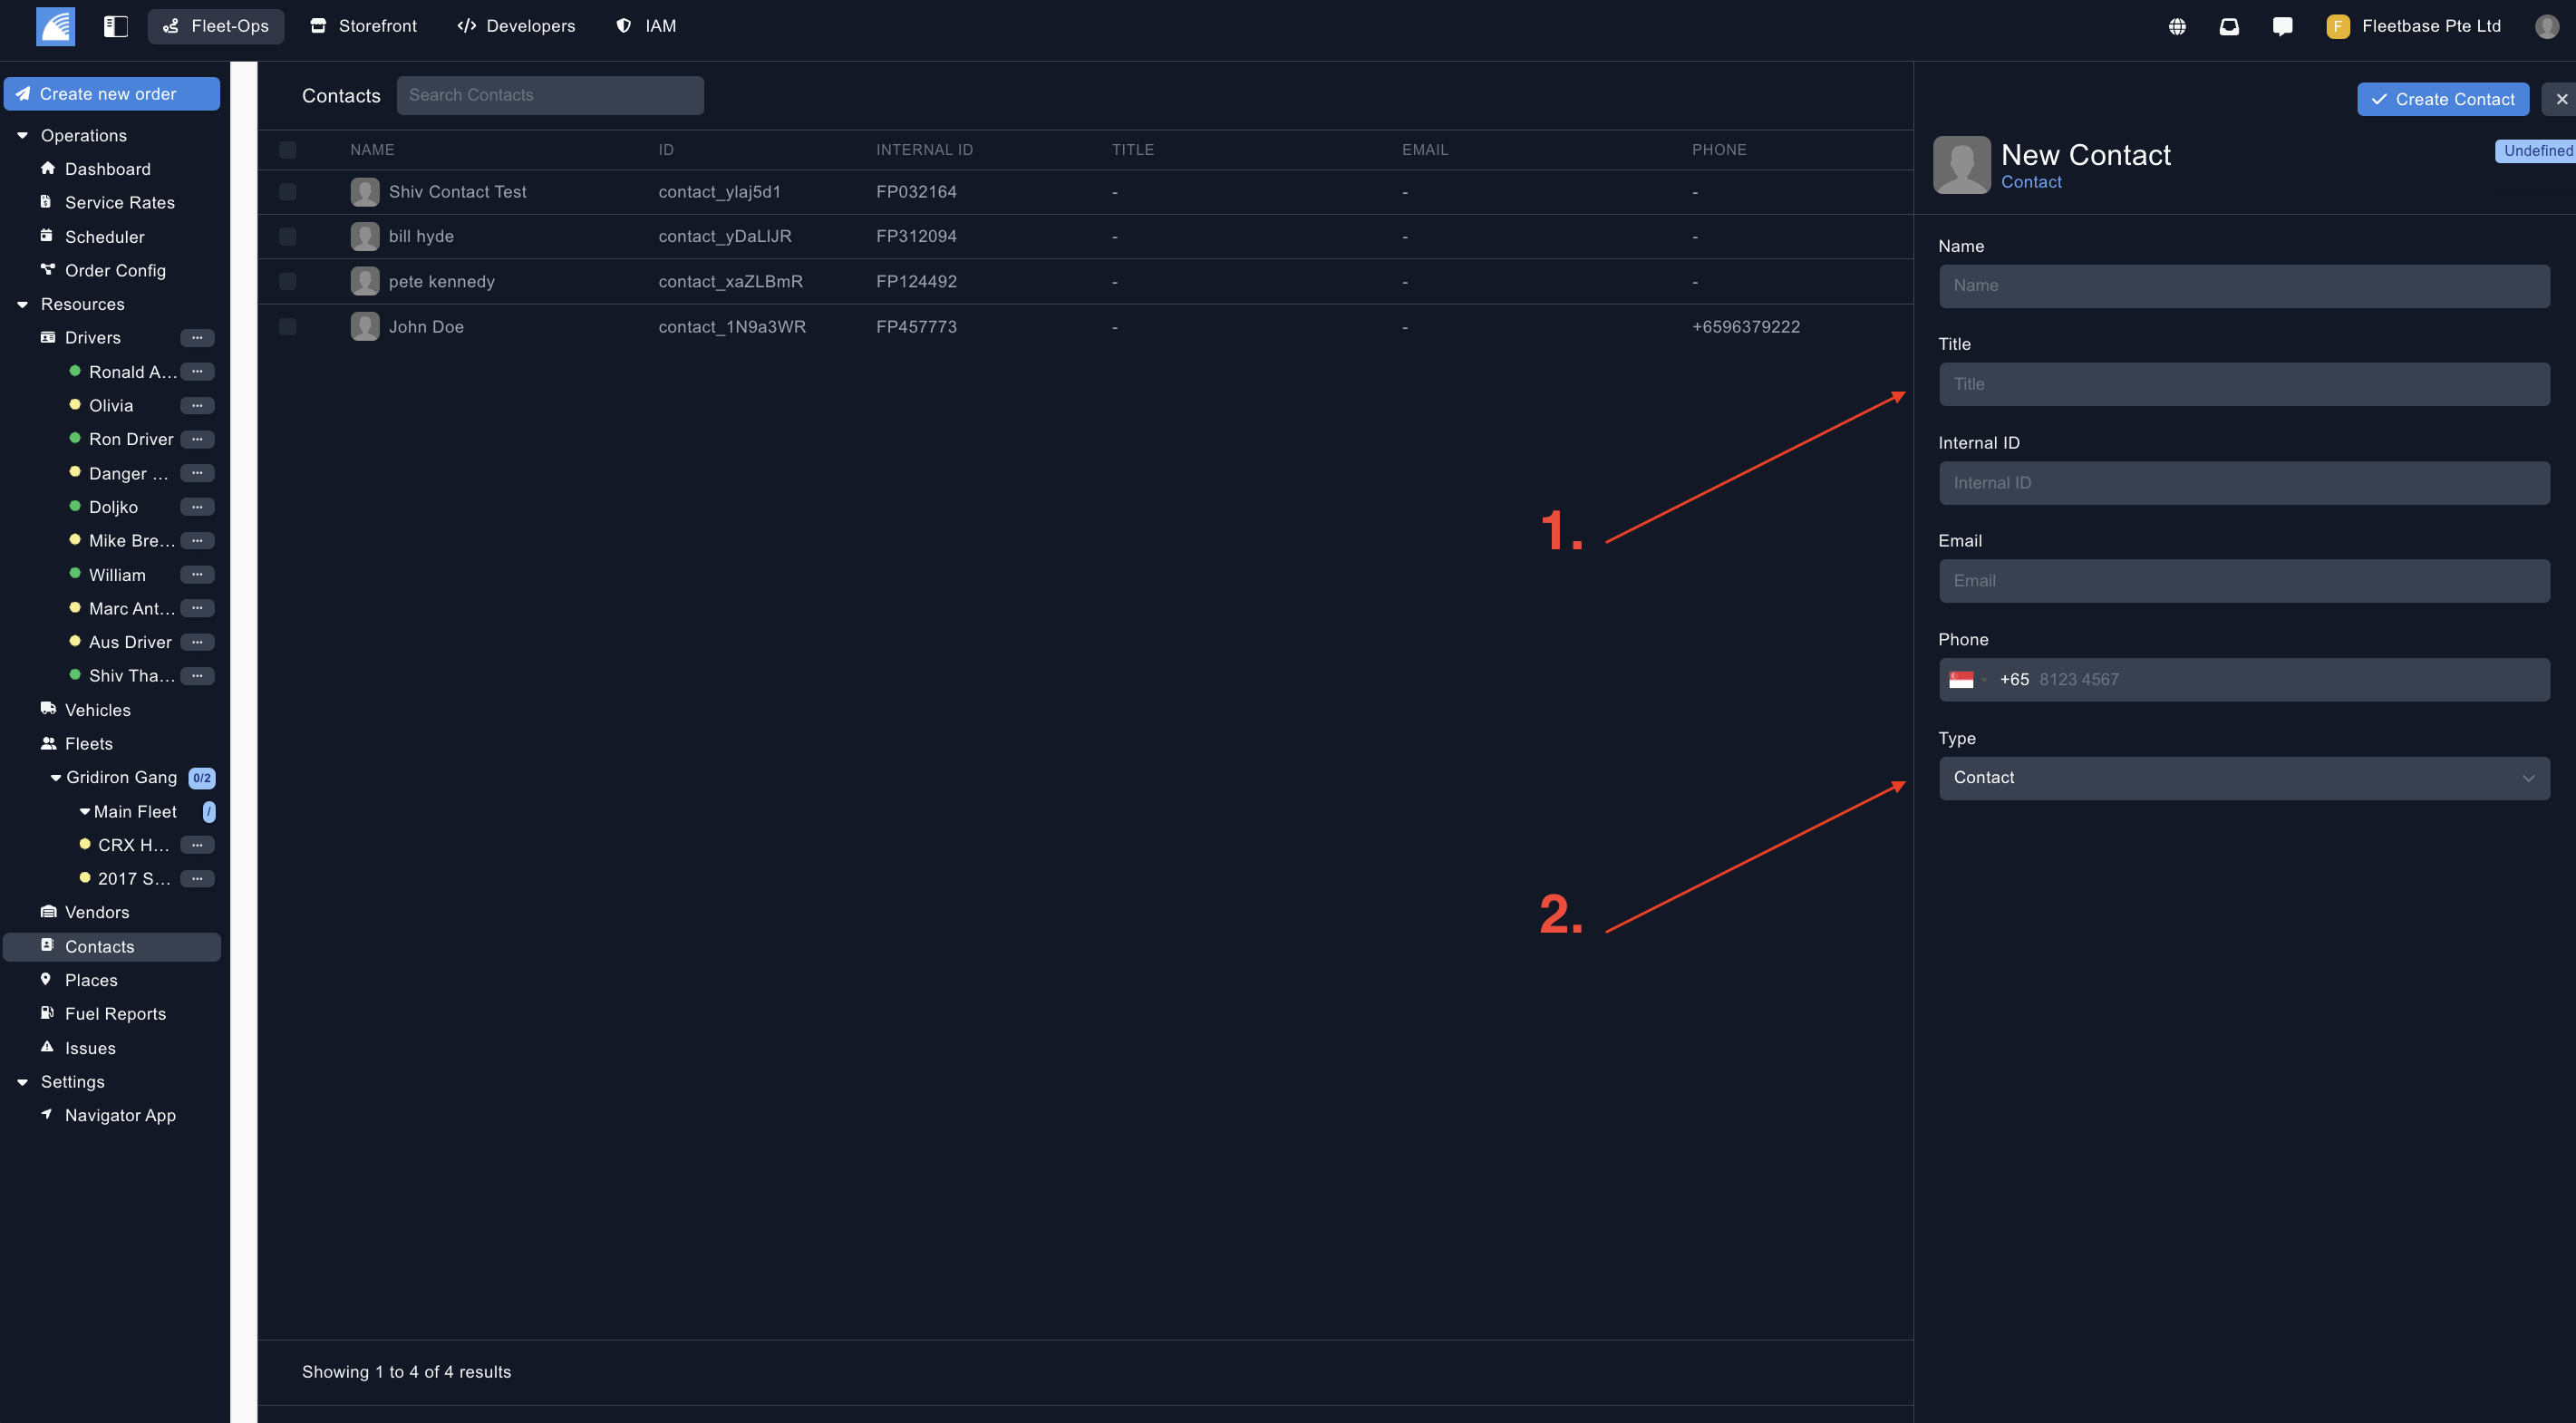 Fleet-Ops Storefront Developers IAM F Fleetbase Pte Ltd
Create new order
Operations
Dashboard
Service Rates
Scheduler
Order Config
Resources
Drivers
Ronald A...
Olivia
Ron Driver
Danger ...
Doljko
Mike Bre...
William
Marc Ant...
Aus Driver
Shiv Tha...
Vehicles
Fleets
Gridiron Gang 0/2
Main Fleet /
CRX H...
2017 S...
Vendors
Contacts
Places
Fuel Reports
Issues
Settings
Navigator App
Contacts Search Contacts
NAME ID INTERNAL ID TITLE EMAIL PHONE
Shiv Contact Test contact_ylaj5d1 FP032164 - - -
bill hyde contact_yDaLIJR FP312094 - - -
pete kennedy contact_xaZLBmR FP124492 - - -
John Doe contact_1N9a3WR FP457773 - - +6596379222
1.
2.
Showing 1 to 4 of 4 results
Create Contact
New Contact Undefined
Contact
Name
Name
Title
Title
Internal ID
Internal ID
Email
Email
Phone
+65 8123 4567
Type
Contact